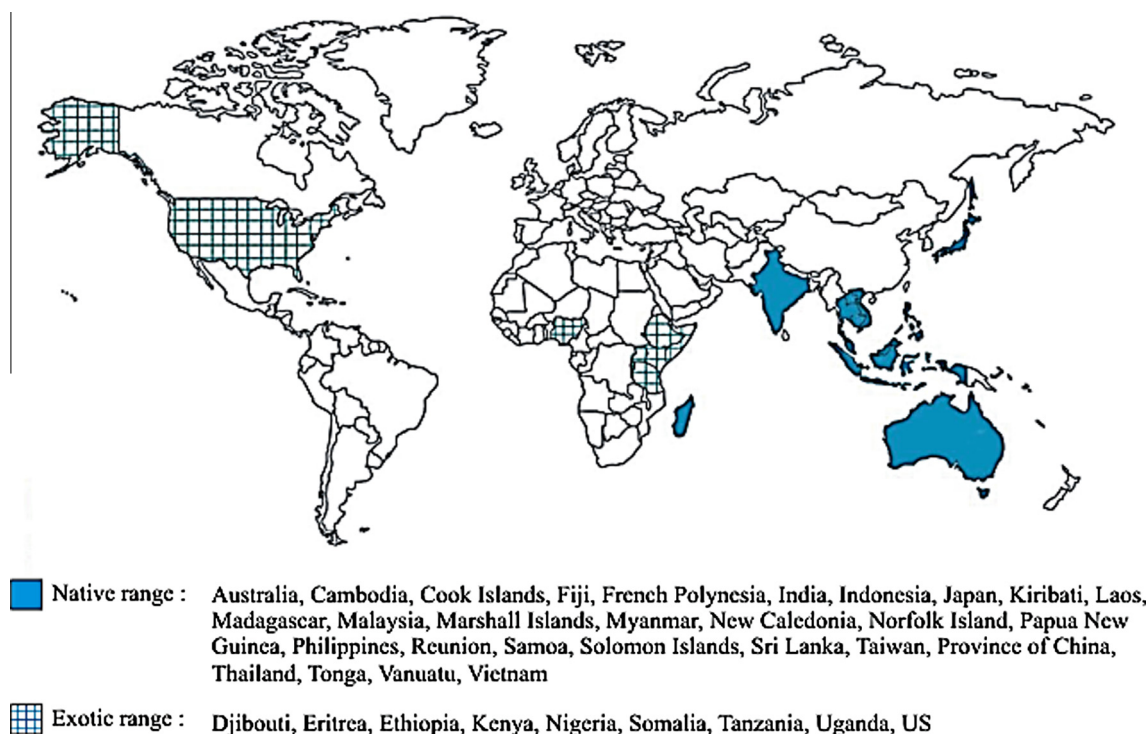 Native range : Australia, Cambodia, Cook Islands, Fiji, French Polynesia, India, Indonesia, Japan, Kiribati, Laos,
Madagascar, Malaysia, Marshall Islands, Myanmar, New Caledonia, Norfolk Island, Papua New
Guinea, Philippines, Reunion, Samoa, Solomon Islands, Sri Lanka, Taiwan, Province of China,
Thailand, Tonga, Vanuatu, Vietnam
Exotic range : Djibouti, Eritrea, Ethiopia, Kenya, Nigeria, Somalia, Tanzania, Uganda, US